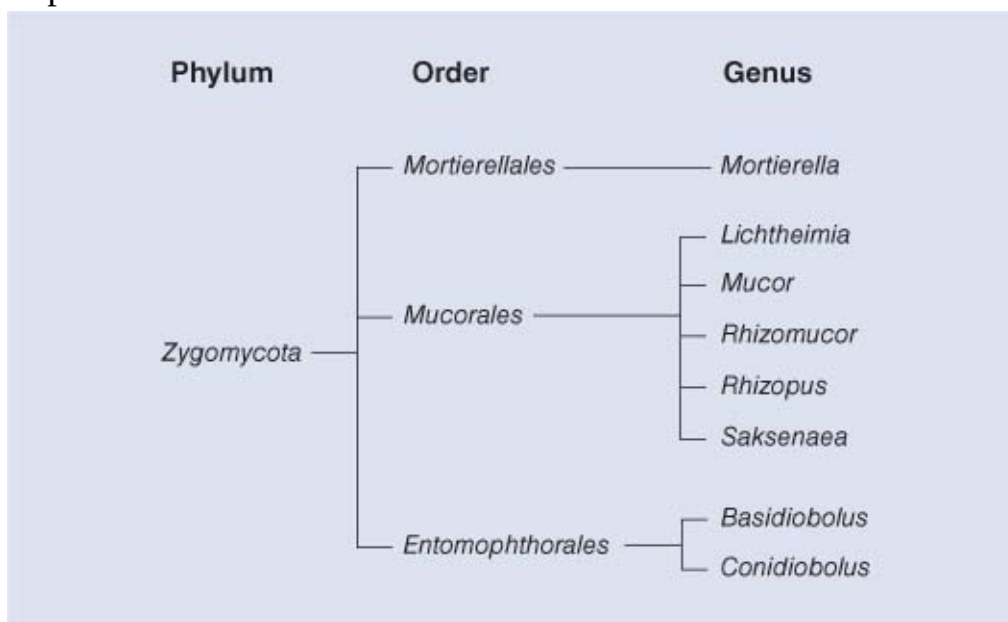 Phylum Order Genus
Mortierellales Mortierella
Lichtheimia
Mucor
Mucorales
Rhizomucor
Zygomycota
Rhizopus
Saksenaea
Basidiobolus
Entomophthorales
Conidiobolus